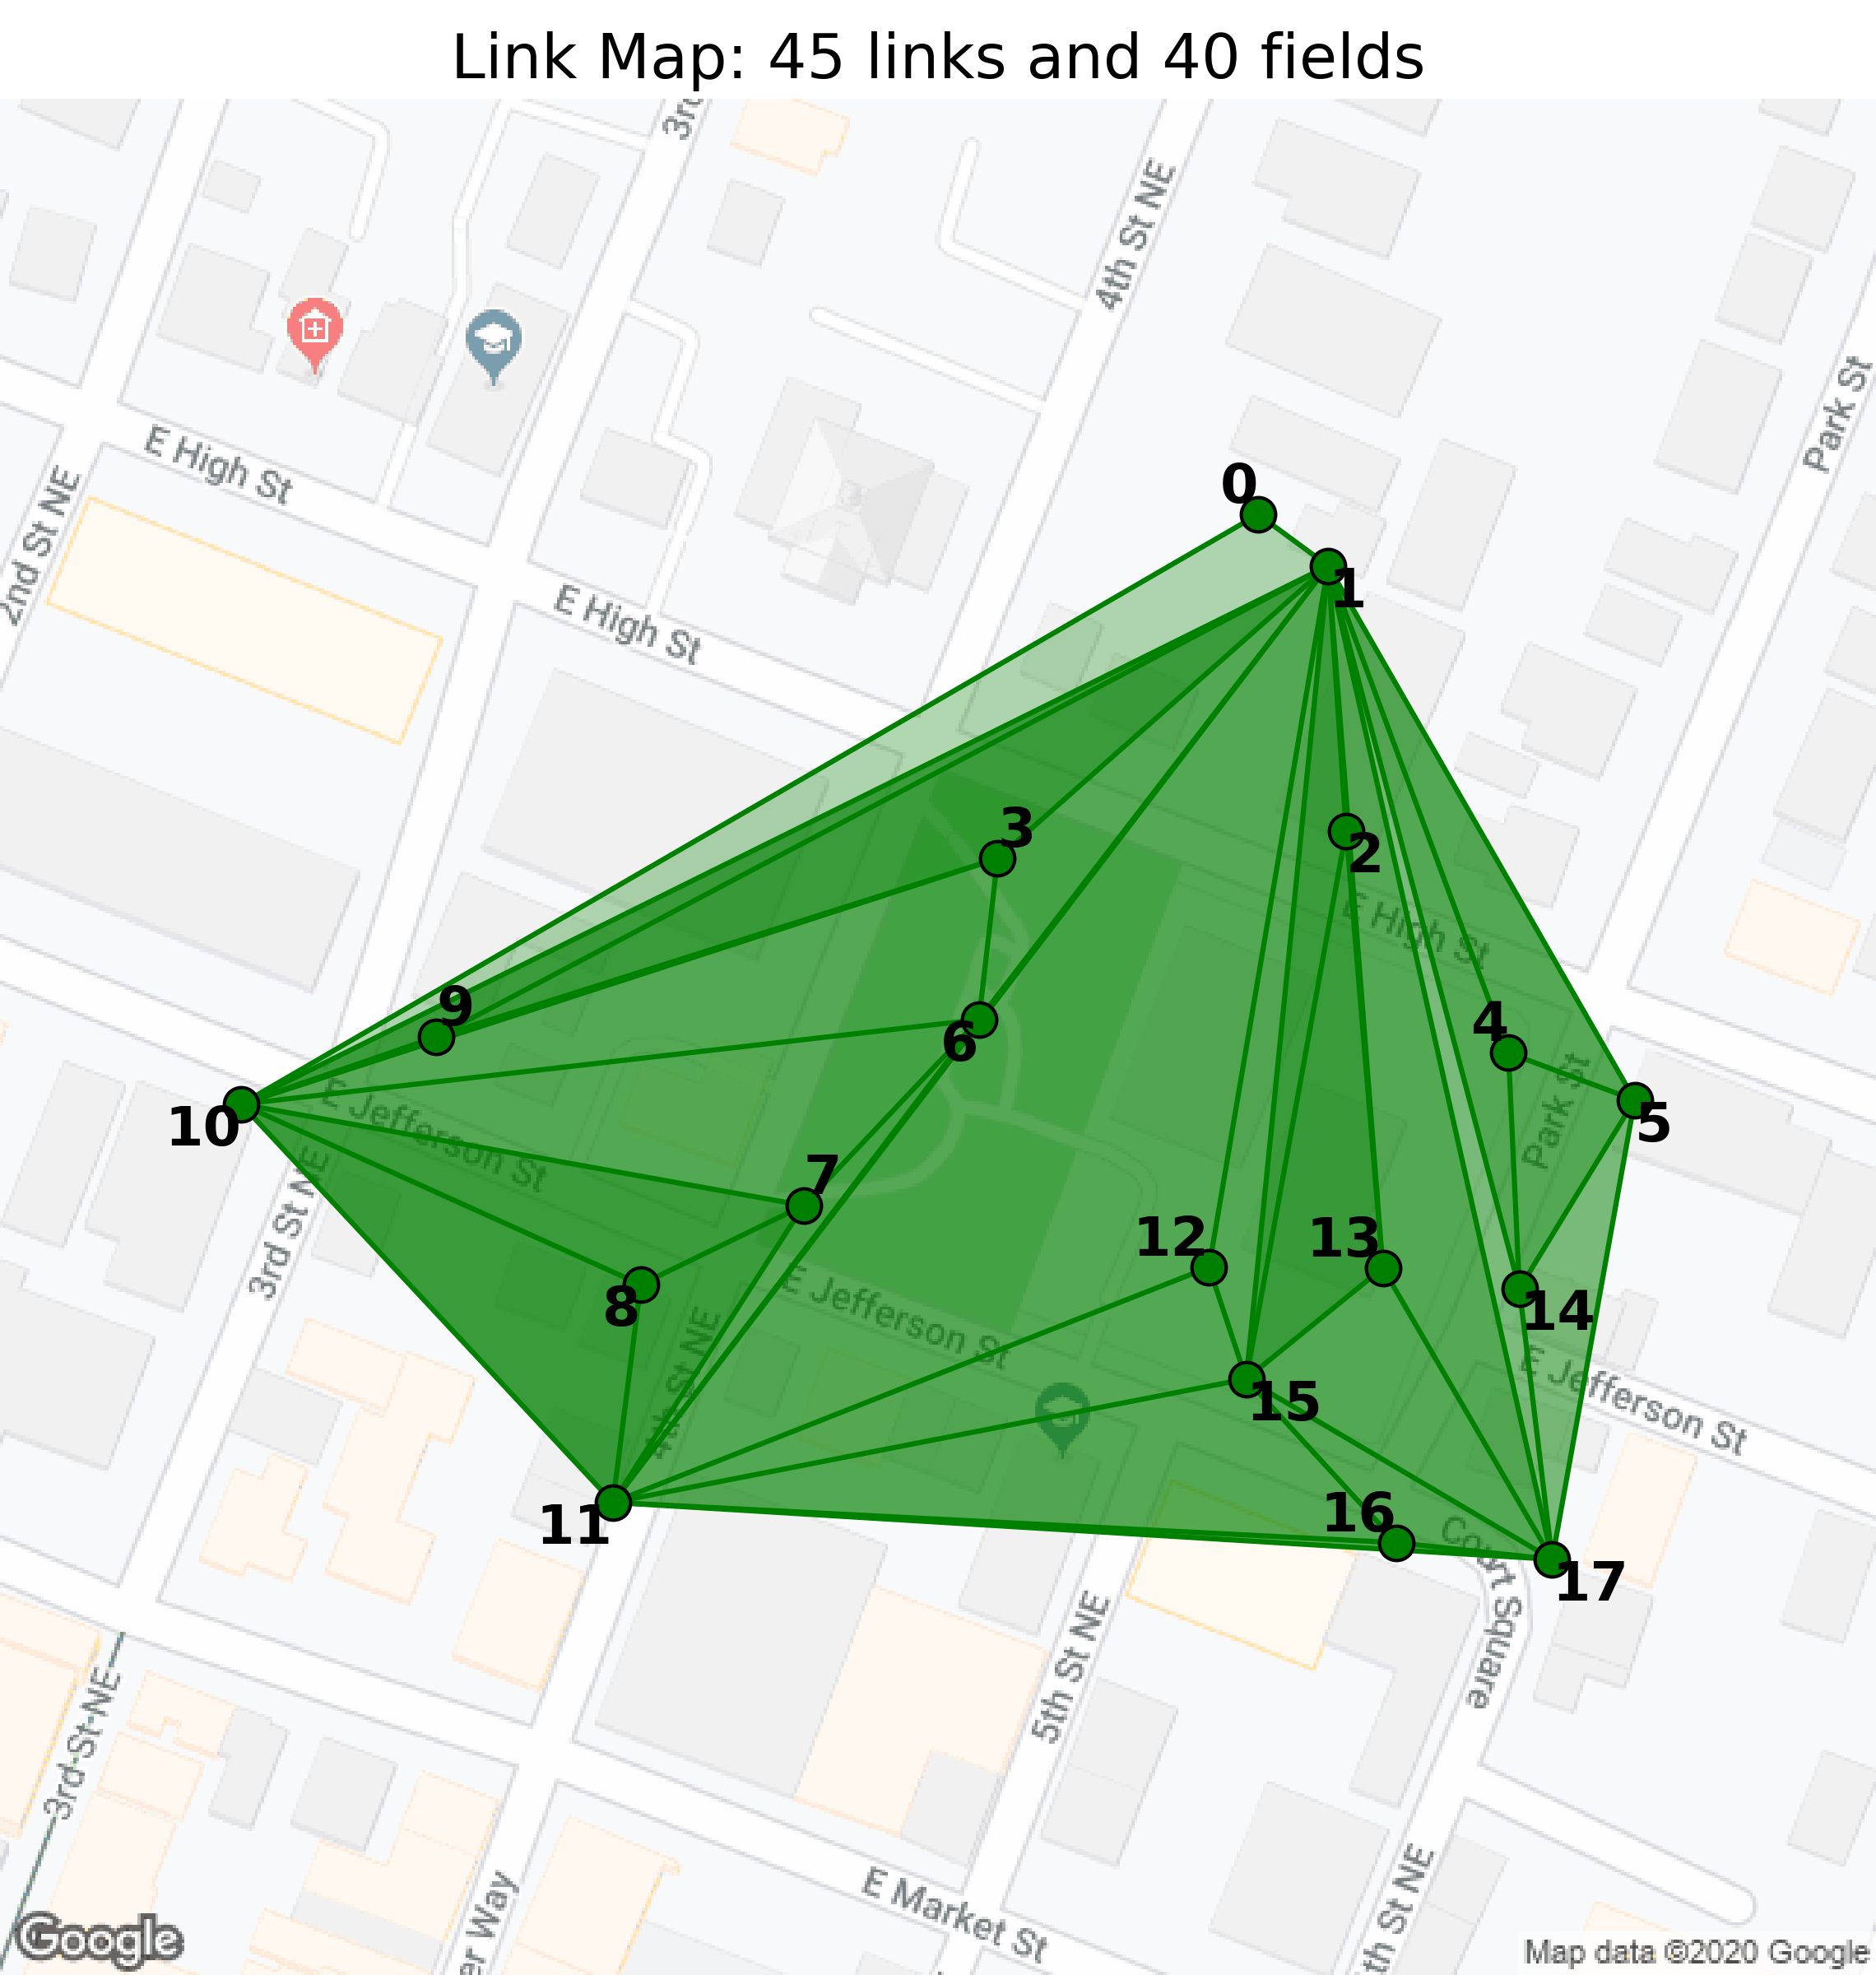 Link Map: 45 links and 40 fields
3rd
4th St NE
Park St
E High St
2nd St NE
0
1
E High St
3
2
E High St
9
6
4
5
10
E Jefferson St
Park St
7
3rd St NE
12
13
8
E Jefferson St
14
4th St NE
E Jefferson St
15
11
16
Court Square
17
5th St NE
3rd St NE
E Market St
er Way
th St NE
Google
Map data ©2020 Google